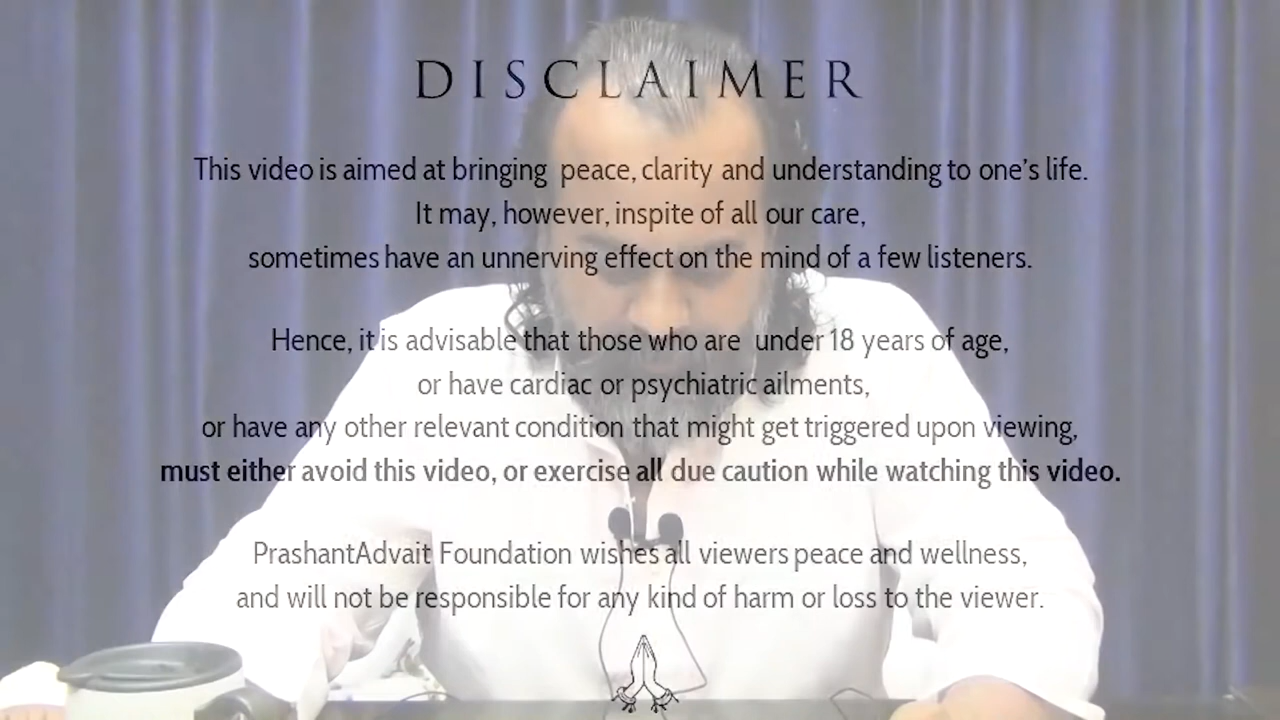 DISCLAIMER
This video is aimed at bringing peace, clarity and understanding to one's life.
It may, however, inspite of all our care,
sometimes have an unnerving effect on the mind of a few listeners.
Hence, it is advisable that those who are under 18 years of age,
or have cardiac or psychiatric ailments,
or have any other relevant condition that might get triggered upon viewing,
must either avoid this video, or exercise all due caution while watching this video.
PrashantAdvait Foundation wishes all viewers peace and wellness,
and will not be responsible for any kind of harm or loss to the viewer.